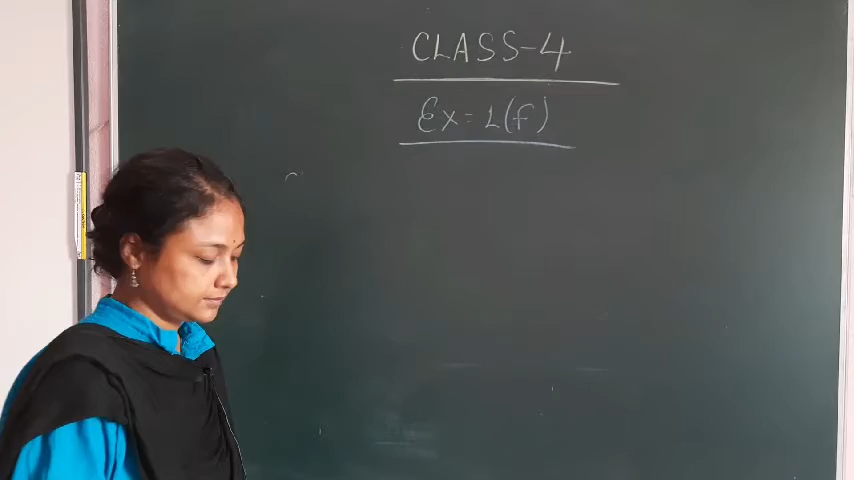 CLASS-4
Ex = L(f)